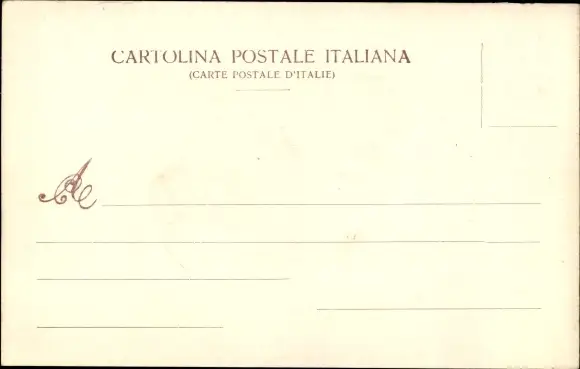 CARTOLINA POSTALE ITALIANA
(CARTE POSTALE D'ITALIE)
A